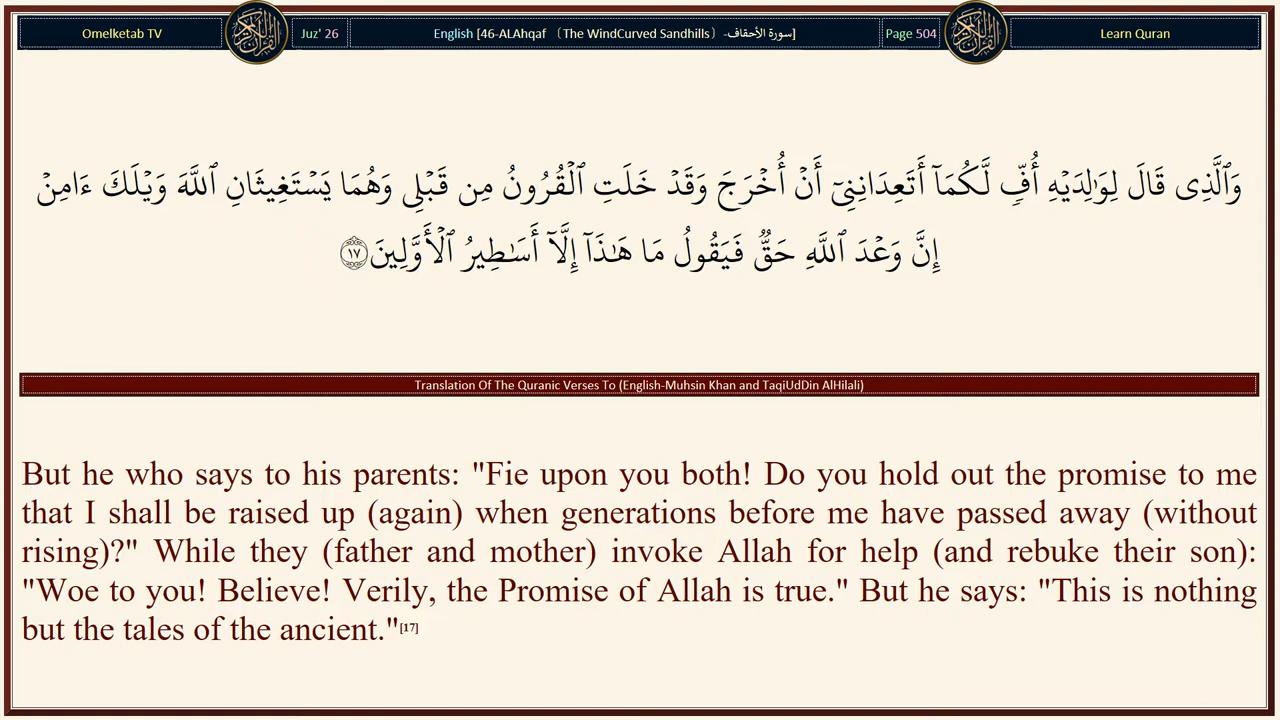 Omelketab TV
Juz' 26
English [46-ALAhqaf （The WindCurved Sandhills）-سورة الأحقاف]
Page 504
Learn Quran
وَٱلَّذِى قَالَ لِوَٰلِدَيْهِ أُفٍّ لَّكُمَآ أَتَعِدَانِنِىٓ أَنْ أُخْرَجَ وَقَدْ خَلَتِ ٱلْقُرُونُ مِن قَبْلِى وَهُمَا يَسْتَغِيثَانِ ٱللَّهَ وَيْلَكَ ءَامِنْ
إِنَّ وَعْدَ ٱللَّهِ حَقٌّ فَيَقُولُ مَا هَٰذَآ إِلَّآ أَسَٰطِيرُ ٱلْأَوَّلِينَ ١٧
Translation Of The Quranic Verses To (English-Muhsin Khan and TaqiUdDin AlHilali)
But he who says to his parents: "Fie upon you both! Do you hold out the promise to me
that I shall be raised up (again) when generations before me have passed away (without
rising)?" While they (father and mother) invoke Allah for help (and rebuke their son):
"Woe to you! Believe! Verily, the Promise of Allah is true." But he says: "This is nothing
but the tales of the ancient."[17]